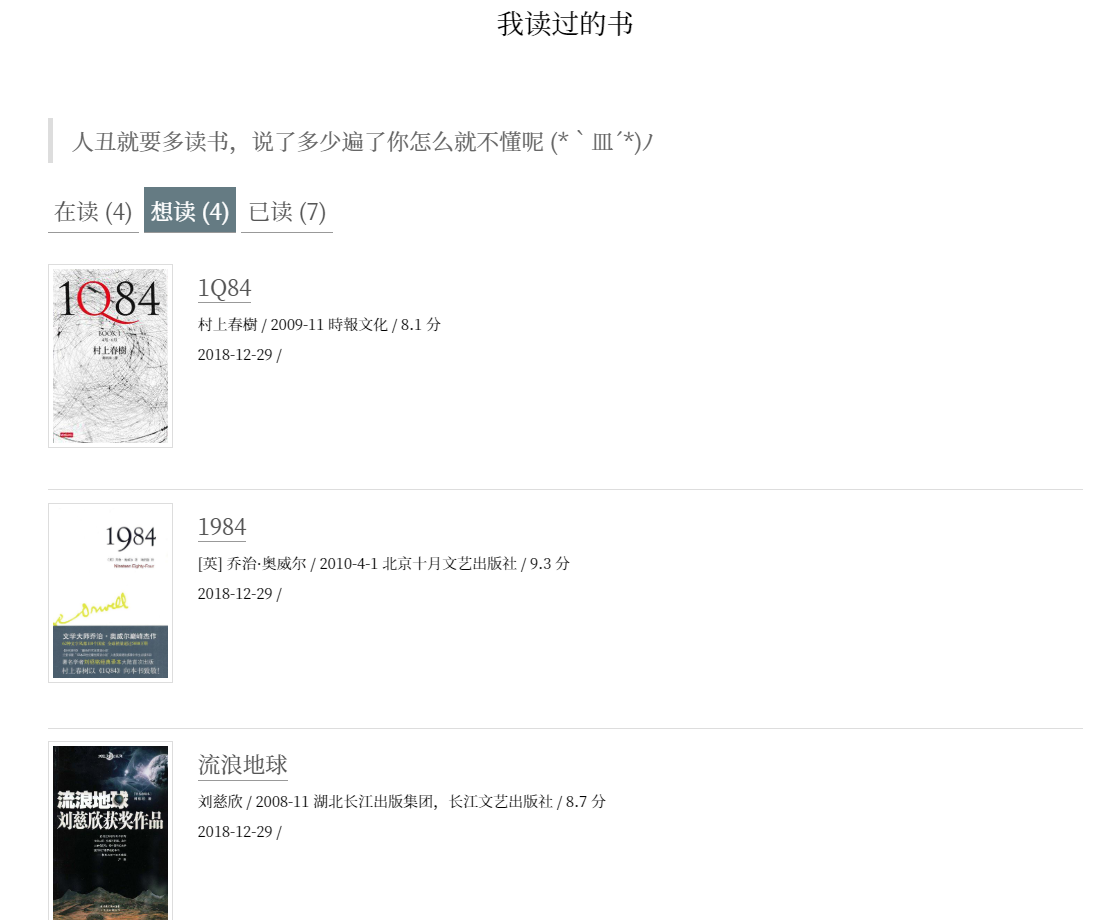 我读过的书
人丑就要多读书，说了多少遍了你怎么就不懂呢 (*｀皿´*)ﾉ
在读 (4) 想读 (4) 已读 (7)
1Q84
BOOK 1
4月-6月
村上春樹
1Q84
村上春樹 / 2009-11 時報文化 / 8.1 分
2018-12-29 /
1984
Nineteen Eighty-Four
文学大师乔治·奥威尔巅峰杰作
村上春树以《1Q84》向本书致敬！
1984
[英] 乔治·奥威尔 / 2010-4-1 北京十月文艺出版社 / 9.3 分
2018-12-29 /
流浪地球
刘慈欣获奖作品
流浪地球
刘慈欣 / 2008-11 湖北长江出版集团，长江文艺出版社 / 8.7 分
2018-12-29 /